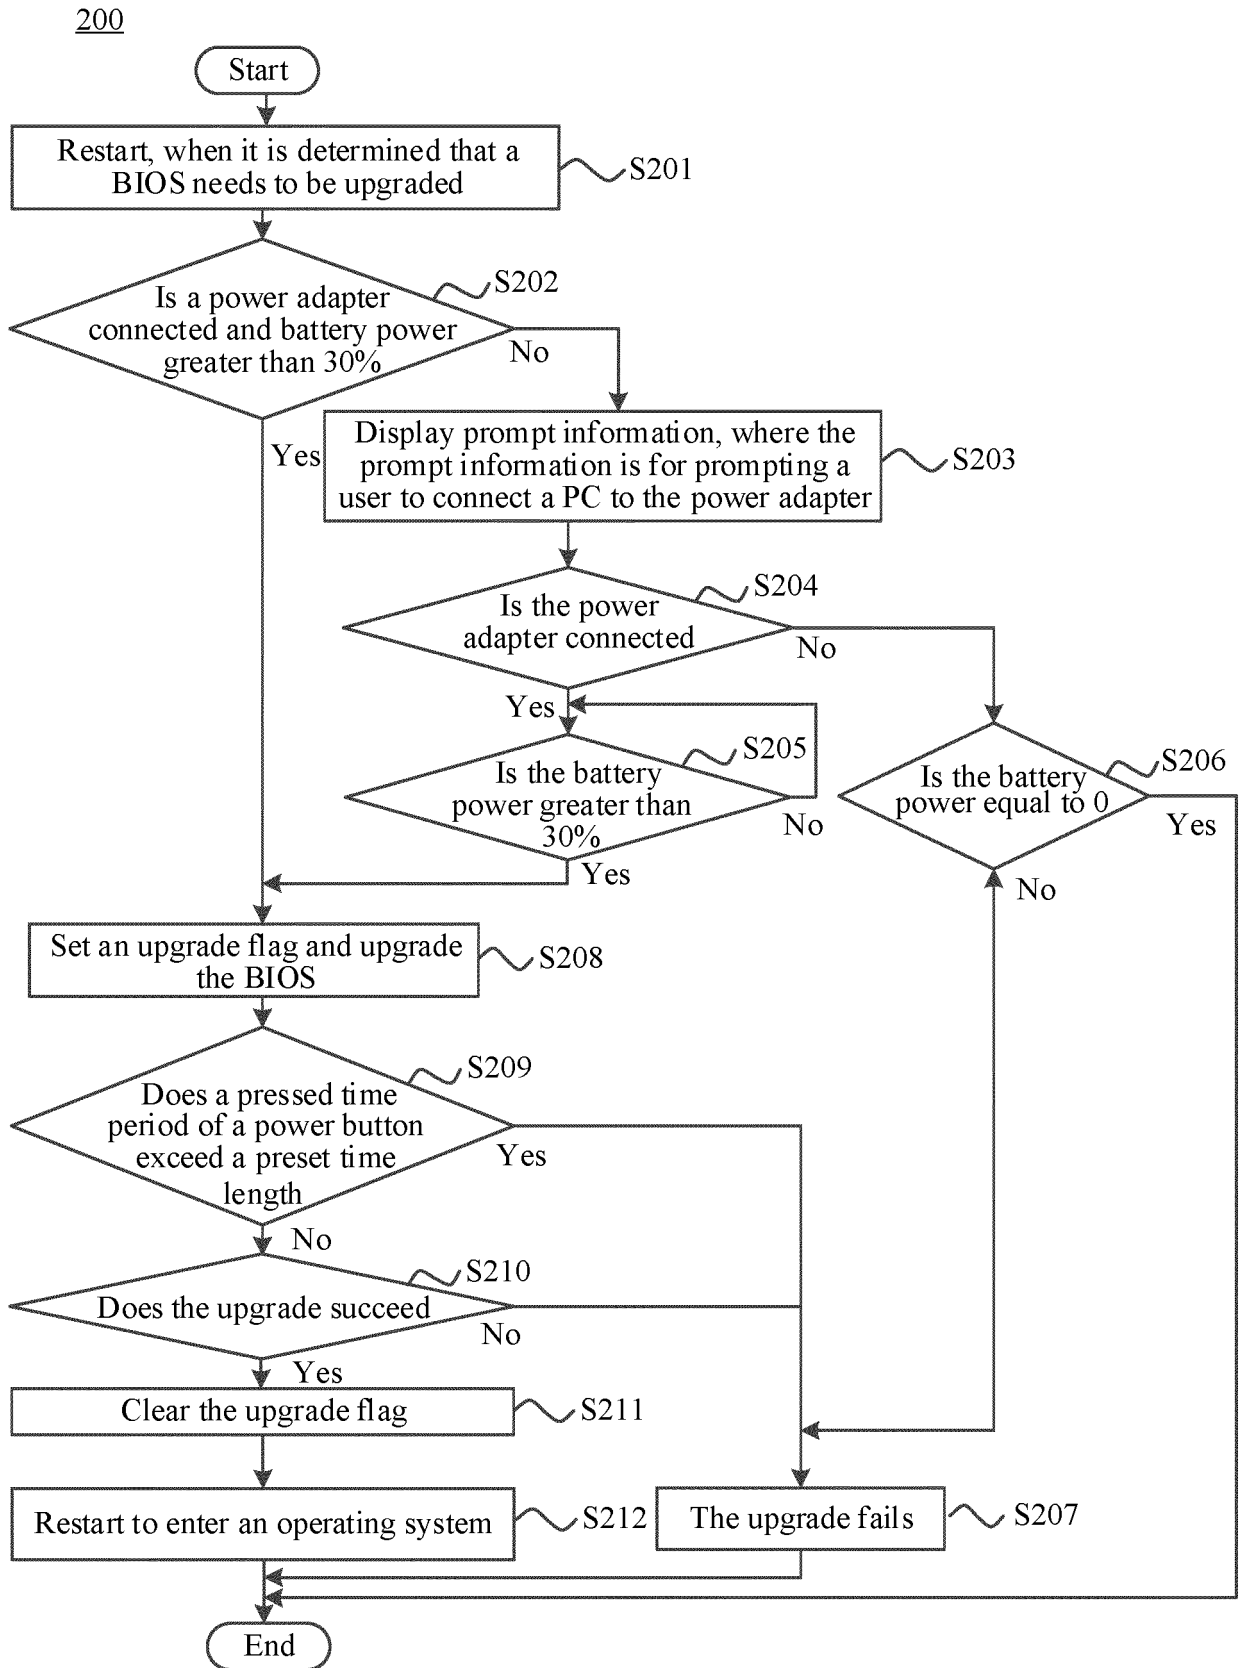 200
Start
Restart, when it is determined that a
BIOS needs to be upgraded
S201
S202
Is a power adapter
connected and battery power
greater than 30%
No
Yes
Display prompt information, where the
prompt information is for prompting a
user to connect a PC to the power adapter
S203
S204
Is the power
adapter connected
No
Yes
S205
Is the battery
power greater than
30%
No
Yes
S206
Is the battery
power equal to 0
Yes
No
Set an upgrade flag and upgrade
the BIOS
S208
S209
Does a pressed time
period of a power button
exceed a preset time
length
Yes
No
S210
Does the upgrade succeed
No
Yes
Clear the upgrade flag
S211
Restart to enter an operating system
S212
The upgrade fails
S207
End